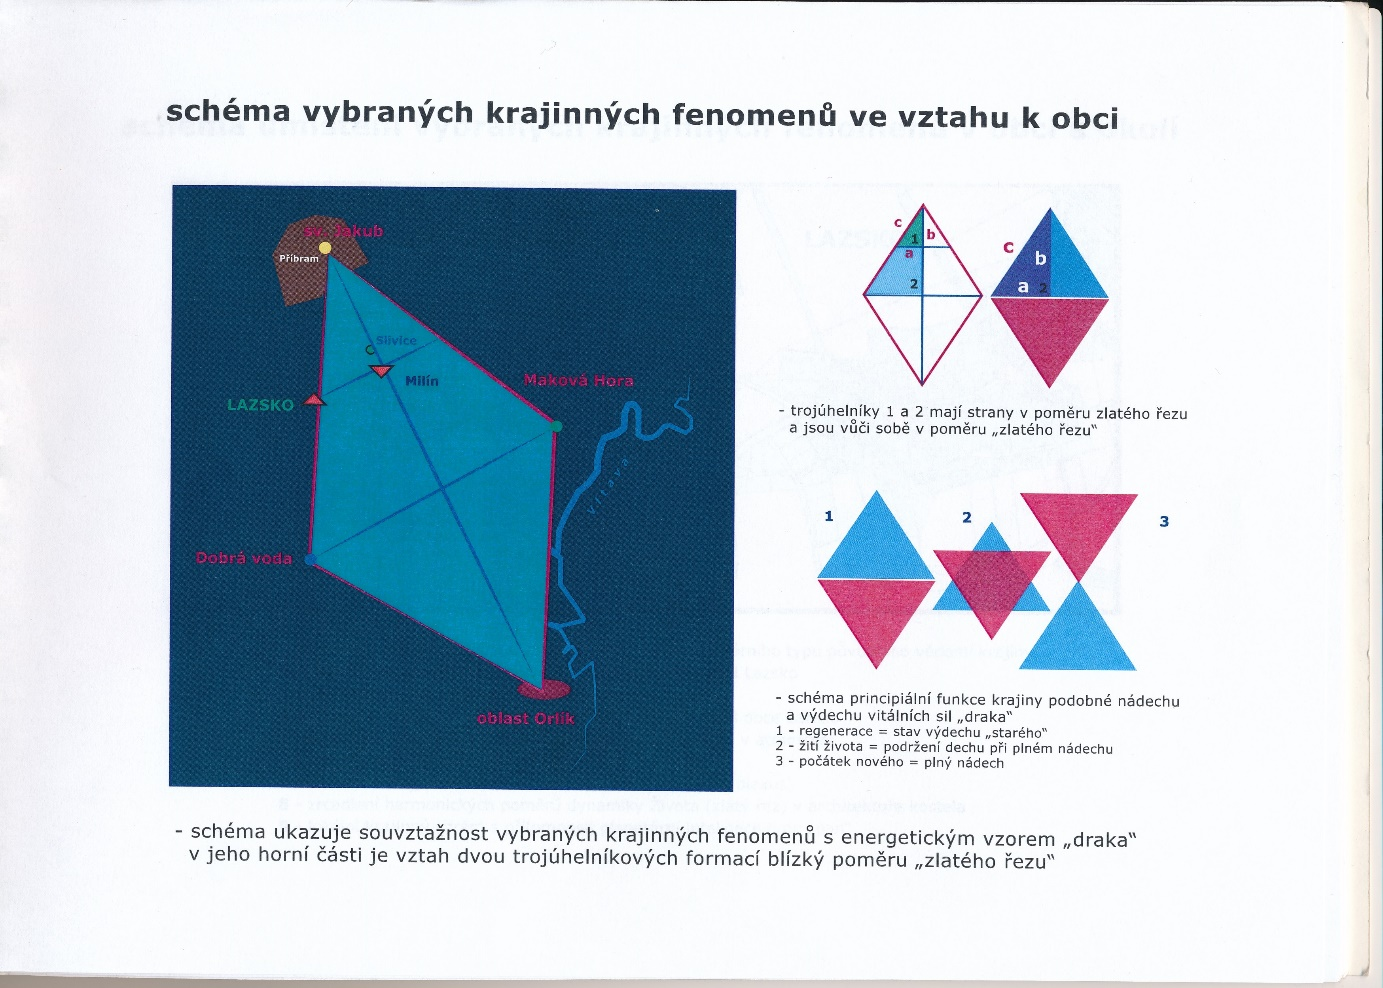 schéma vybraných krajinných fenomenů ve vztahu k obci
sv. Jakub
Příbram
Slivice
Milín
LAZSKO
Maková Hora
Vltava
Dobrá voda
oblast Orlík
c
1
b
a
2
c
b
a
2
- trojúhelníky 1 a 2 mají strany v poměru zlatého řezu
a jsou vůči sobě v poměru „zlatého řezu“
1
2
3
- schéma principiální funkce krajiny podobné nádechu
a výdechu vitálních sil „draka“
1 - regenerace = stav výdechu „starého“
2 - žití života = podržení dechu při plném nádechu
3 - počátek nového = plný nádech
- schéma ukazuje souvztažnost vybraných krajinných fenomenů s energetickým vzorem „draka“
v jeho horní části je vztah dvou trojúhelníkových formací blízký poměru „zlatého řezu“